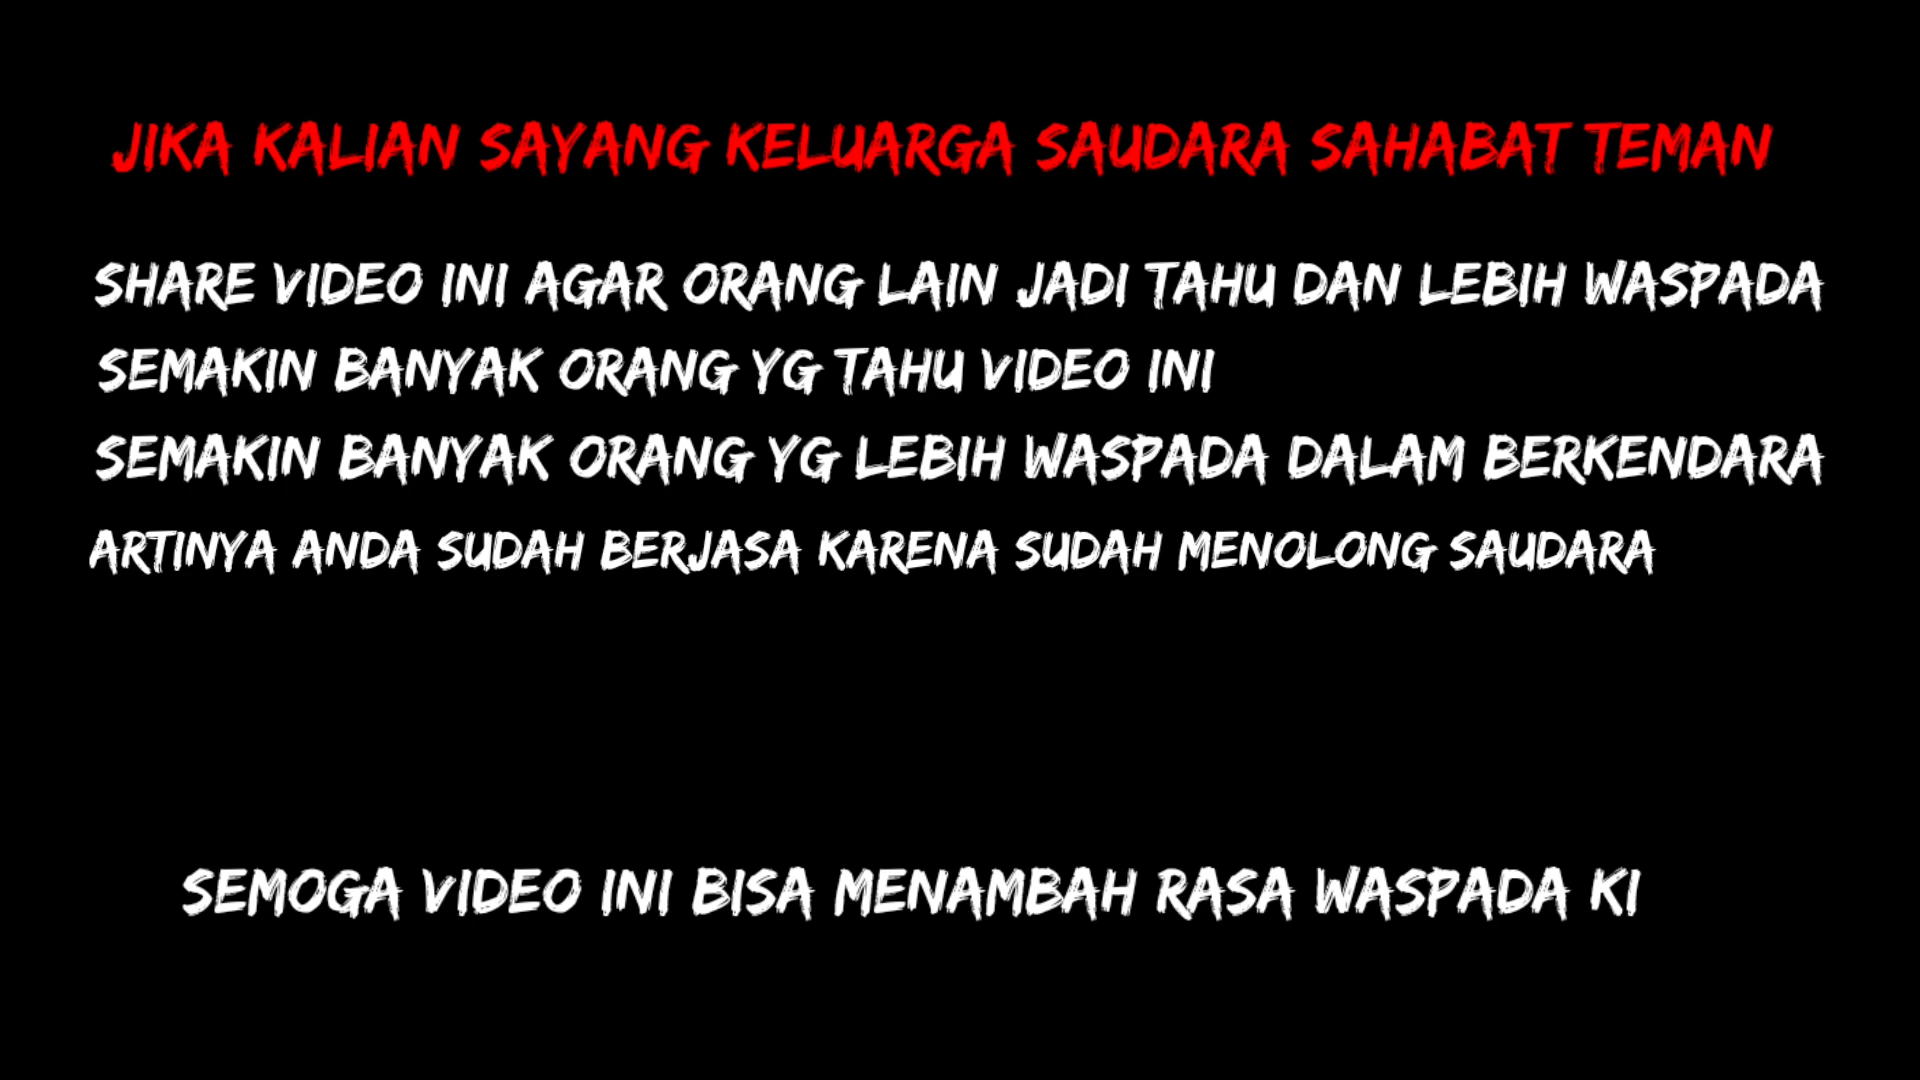 JIKA KALIAN SAYANG KELUARGA SAUDARA SAHABAT TEMAN
SHARE VIDEO INI AGAR ORANG LAIN JADI TAHU DAN LEBIH WASPADA
SEMAKIN BANYAK ORANG YG TAHU VIDEO INI
SEMAKIN BANYAK ORANG YG LEBIH WASPADA DALAM BERKENDARA
ARTINYA ANDA SUDAH BERJASA KARENA SUDAH MENOLONG SAUDARA
SEMOGA VIDEO INI BISA MENAMBAH RASA WASPADA KI